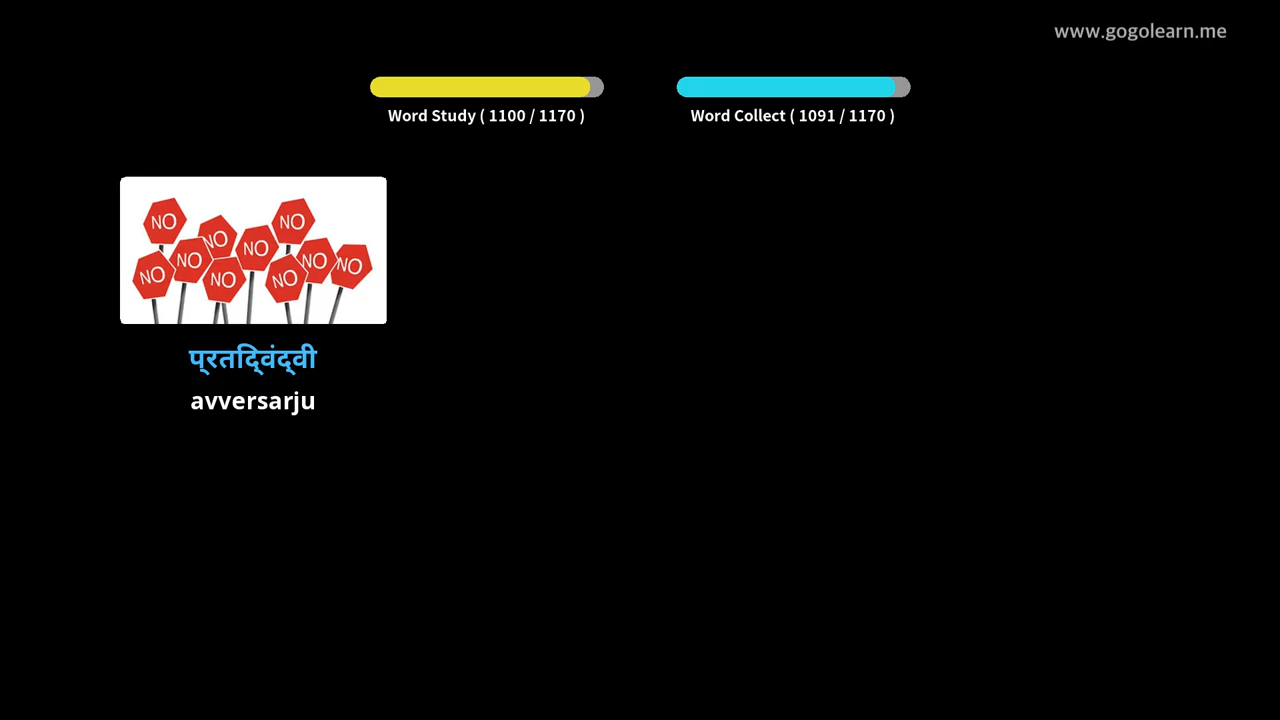 www.gogolearn.me
Word Study ( 1100 / 1170 )
Word Collect ( 1091 / 1170 )
NO
NO
NO
NO
NO
NO
NO
NO
NO
NO
प्रतिद्वंद्वी
avversarju